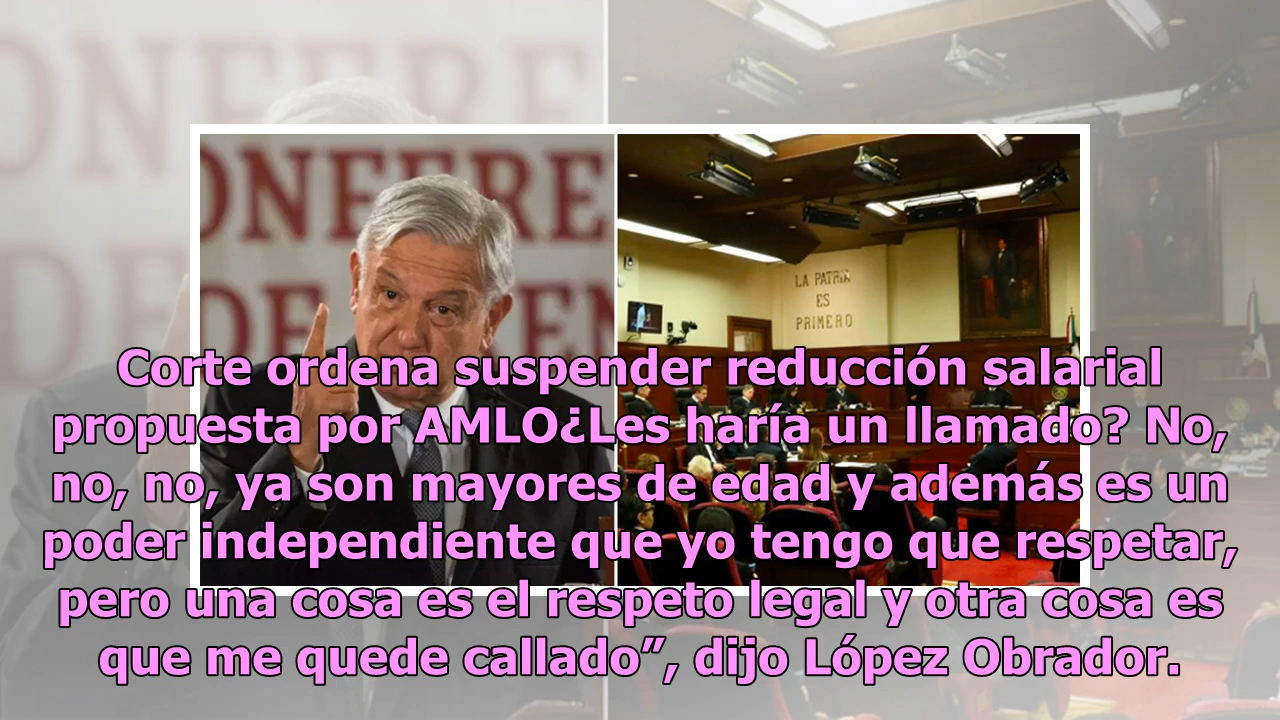 ONFERE
DE
CONFEREN
DE EN
LA PATRIA
ES
PRIMERO
Corte ordena suspender reducción salarial
propuesta por AMLO¿Les haría un llamado? No,
no, no, ya son mayores de edad y además es un
poder independiente que yo tengo que respetar,
pero una cosa es el respeto legal y otra cosa es
que me quede callado”, dijo López Obrador.